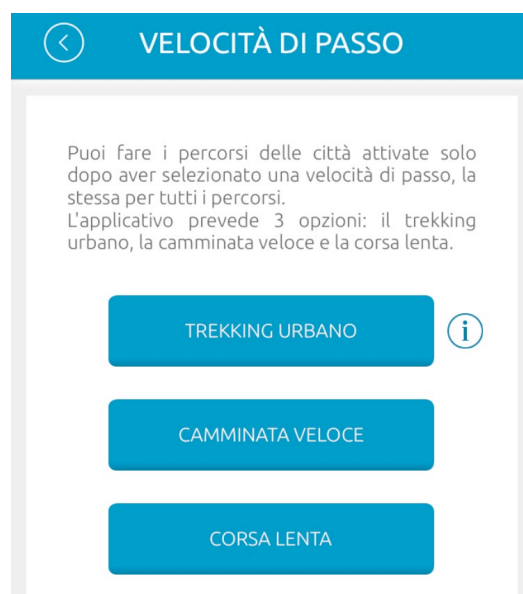 VELOCITÀ DI PASSO
Puoi fare i percorsi delle città attivate solo
dopo aver selezionato una velocità di passo, la
stessa per tutti i percorsi.
L'applicativo prevede 3 opzioni: il trekking
urbano, la camminata veloce e la corsa lenta.
TREKKING URBANO
i
CAMMINATA VELOCE
CORSA LENTA